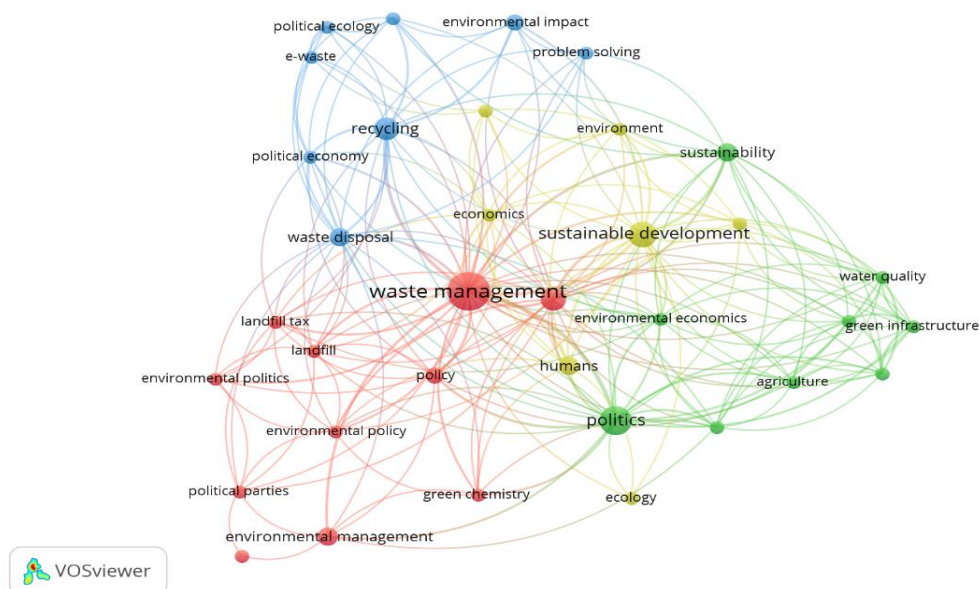 political ecology
environmental impact
e-waste
problem solving
recycling
environment
political economy
sustainability
economics
waste disposal
sustainable development
water quality
waste management
landfill tax
environmental economics
green infrastructure
landfill
environmental politics
policy
humans
agriculture
politics
environmental policy
political parties
green chemistry
ecology
environmental management
VOSviewer